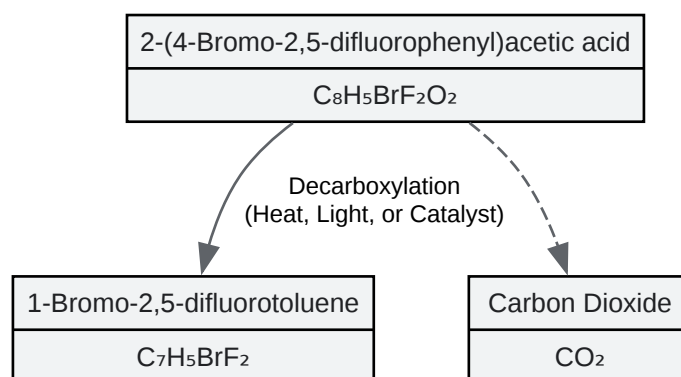 2-(4-Bromo-2,5-difluorophenyl)acetic acid
C₈H₅BrF₂O₂
Decarboxylation
(Heat, Light, or Catalyst)
1-Bromo-2,5-difluorotoluene
C₇H₅BrF₂
Carbon Dioxide
CO₂